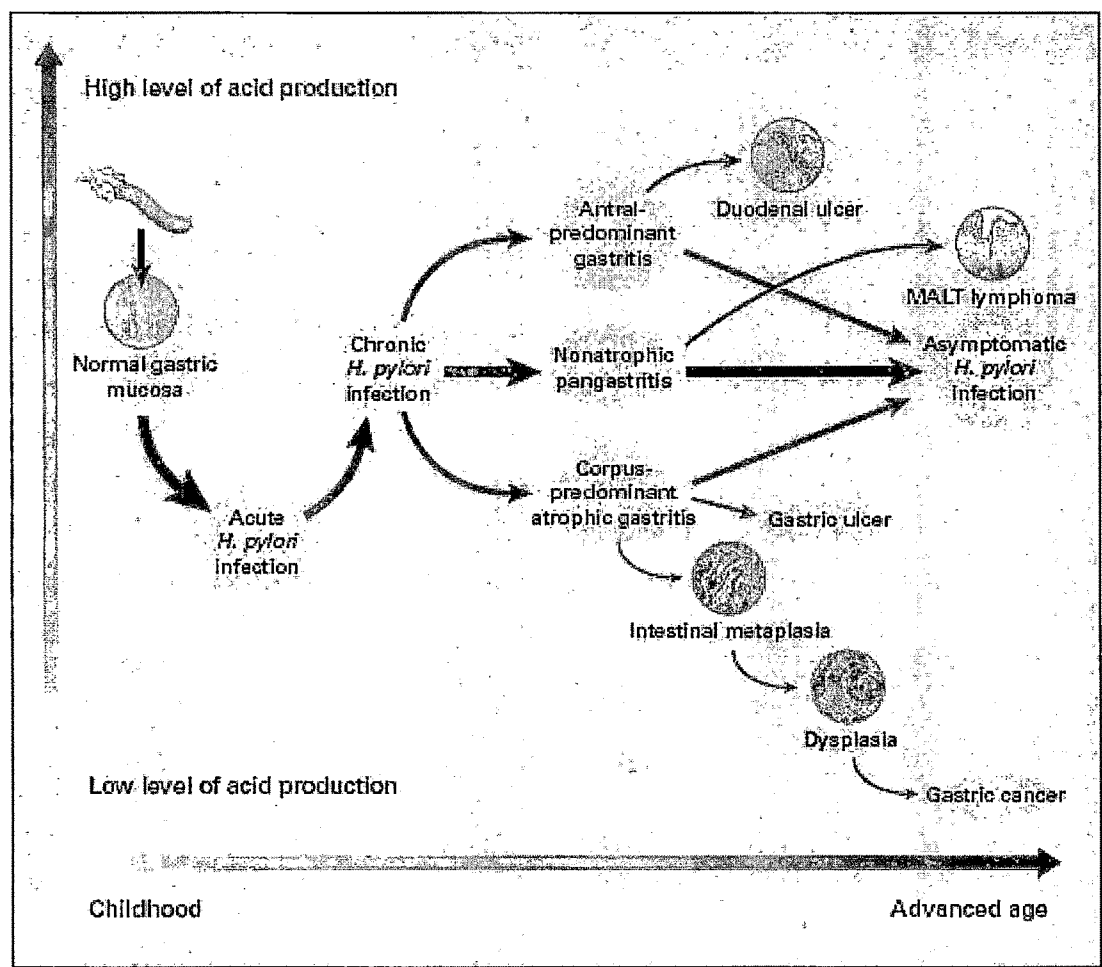 High level of acid production
Duodenal ulcer
Antral-
predominant
gastritis
MALT lymphoma
Normal gastric
mucosa
Chronic
H. pylori
infection
Nonatrophic
pangastritis
Asymptomatic
H. pylori
infection
Acute
H. pylori
infection
Corpus-
predominant
atrophic gastritis
Gastric ulcer
Intestinal metaplasia
Dysplasia
Low level of acid production
Gastric cancer
Childhood
Advanced age